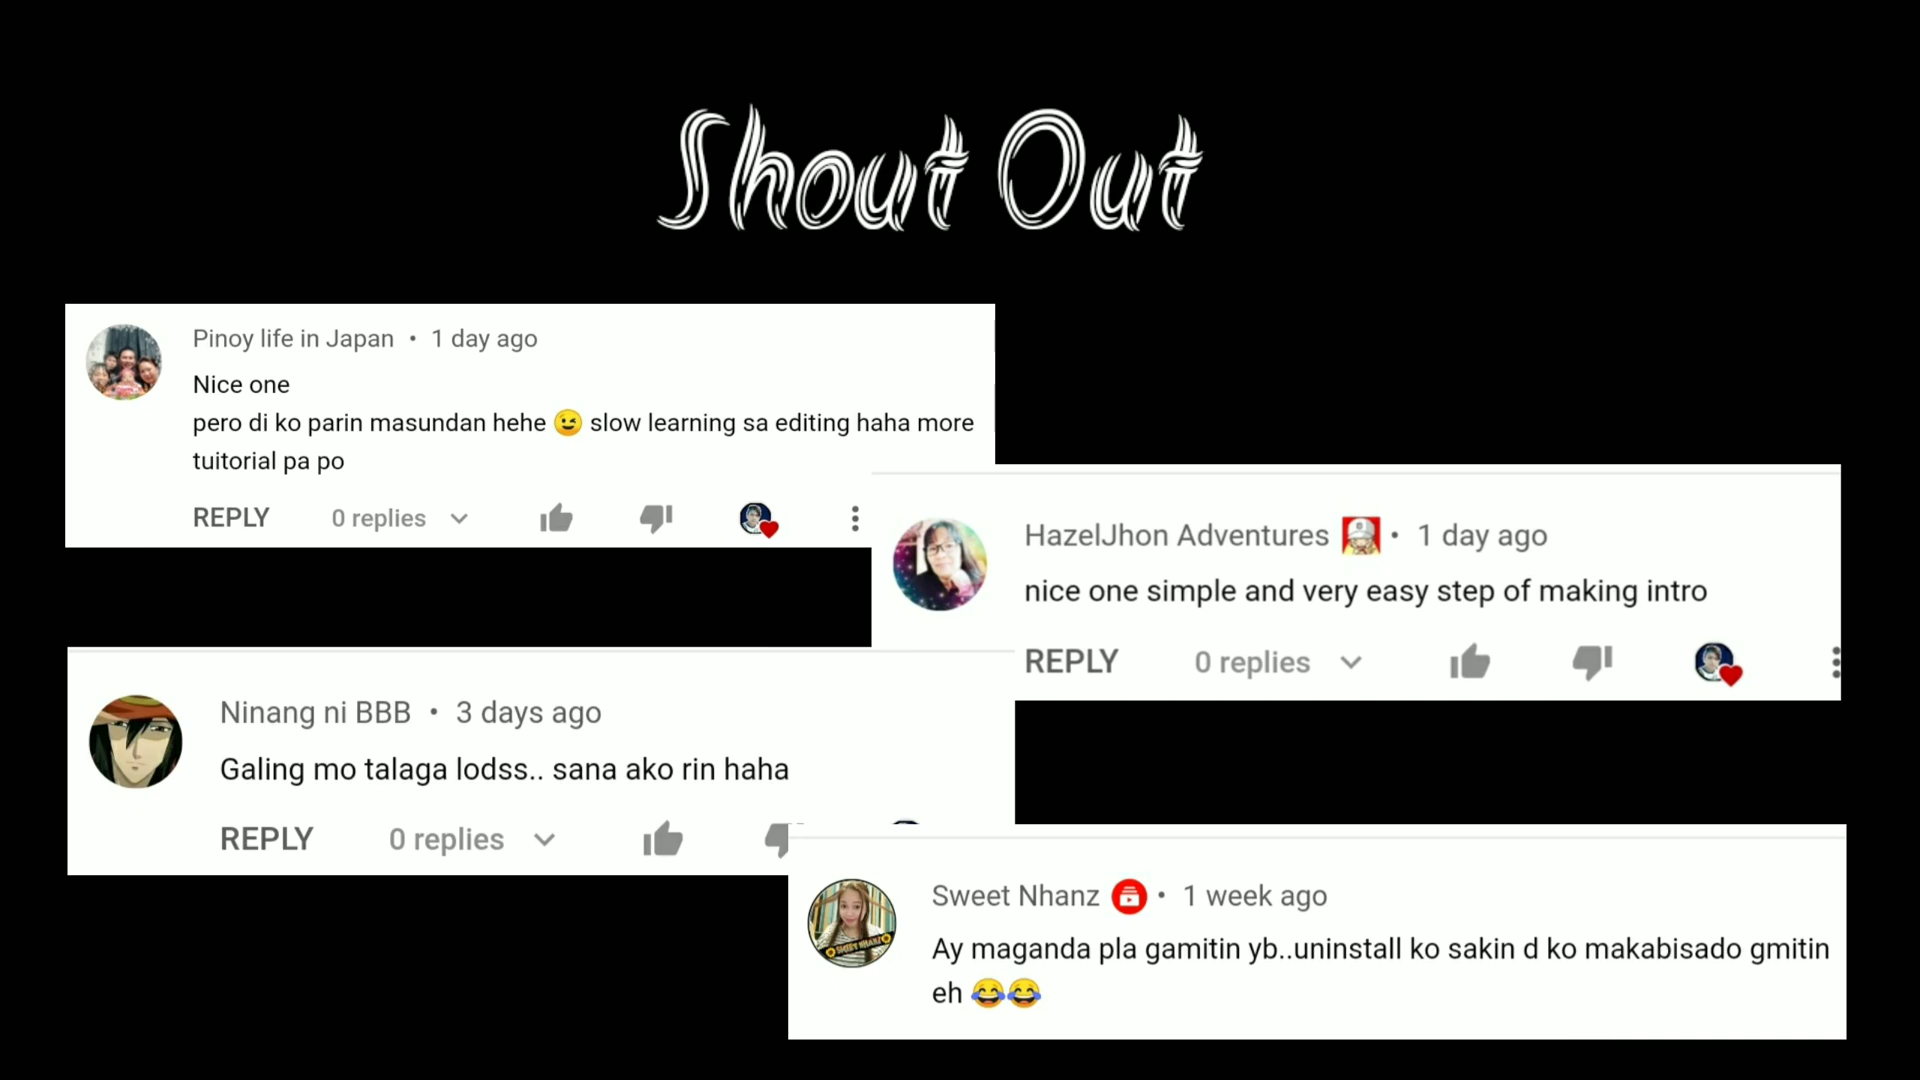 Shout Out
Pinoy life in Japan • 1 day ago
Nice one
pero di ko parin masundan hehe 😉 slow learning sa editing haha more
tuitorial pa po
REPLY 0 replies
HazelJhon Adventures • 1 day ago
nice one simple and very easy step of making intro
REPLY 0 replies
Ninang ni BBB • 3 days ago
Galing mo talaga lodss.. sana ako rin haha
REPLY 0 replies
Sweet Nhanz • 1 week ago
SWEET NHANZ
Ay maganda pla gamitin yb..uninstall ko sakin d ko makabisado gmitin
eh 😂😂